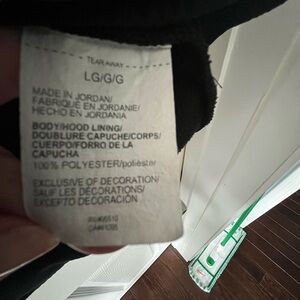 TEAR AWAY
LG/G/G
MADE IN JORDAN/
FABRIQUÉ EN JORDANIE/
HECHO EN JORDANIA
BODY/HOOD LINING/
DOUBLURE CAPUCHE/CORPS/
CUERPO/FORRO DE LA
CAPUCHA
100% POLYESTER/poliéster
EXCLUSIVE OF DECORATION/
SAUF LES DÉCORATIONS/
EXCEPTO DECORACIÓN